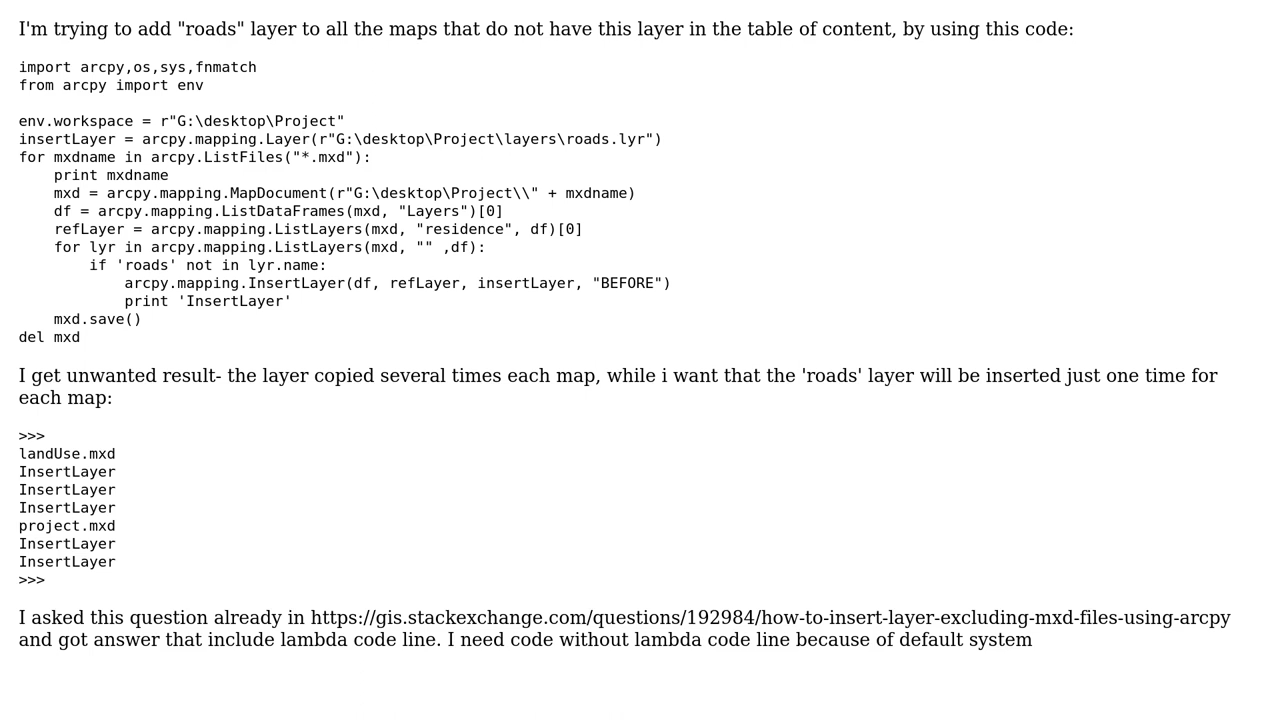 I'm trying to add "roads" layer to all the maps that do not have this layer in the table of content, by using this code:
import arcpy,os,sys,fnmatch
from arcpy import env
env.workspace = r"G:\desktop\Project"
insertLayer = arcpy.mapping.Layer(r"G:\desktop\Project\layers\roads.lyr")
for mxdname in arcpy.ListFiles("*.mxd"):
    print mxdname
    mxd = arcpy.mapping.MapDocument(r"G:\desktop\Project\\" + mxdname)
    df = arcpy.mapping.ListDataFrames(mxd, "Layers")[0]
    refLayer = arcpy.mapping.ListLayers(mxd, "residence", df)[0]
    for lyr in arcpy.mapping.ListLayers(mxd, "" ,df):
        if 'roads' not in lyr.name:
            arcpy.mapping.InsertLayer(df, refLayer, insertLayer, "BEFORE")
            print 'InsertLayer'
    mxd.save()
del mxd
I get unwanted result- the layer copied several times each map, while i want that the 'roads' layer will be inserted just one time for
each map:
>>>
landUse.mxd
InsertLayer
InsertLayer
InsertLayer
project.mxd
InsertLayer
InsertLayer
>>>
I asked this question already in https://gis.stackexchange.com/questions/192984/how-to-insert-layer-excluding-mxd-files-using-arcpy
and got answer that include lambda code line. I need code without lambda code line because of default system